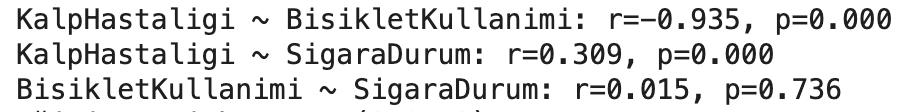 KalpHastaligi ~ BisikletKullanimi: r=−0.935, p=0.000
KalpHastaligi ~ SigaraDurum: r=0.309, p=0.000
BisikletKullanimi ~ SigaraDurum: r=0.015, p=0.736